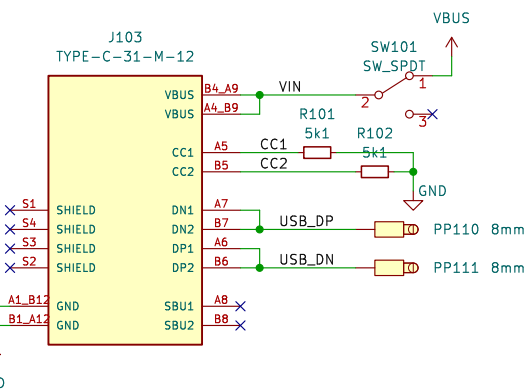 VBUS
J103
TYPE-C-31-M-12
SW101
SW_SPDT
VBUS B4_A9 VIN 2 1
VBUS A4_B9 3
R101 R102
5k1 5k1
CC1 A5 CC1
CC2 B5 CC2
GND
S1 SHIELD DN1 A7
S4 SHIELD DN2 B7 USB_DP PP110 8mm
S3 SHIELD DP1 A6
S2 SHIELD DP2 B6 USB_DN PP111 8mm
A1_B12 GND SBU1 A8
B1_A12 GND SBU2 B8